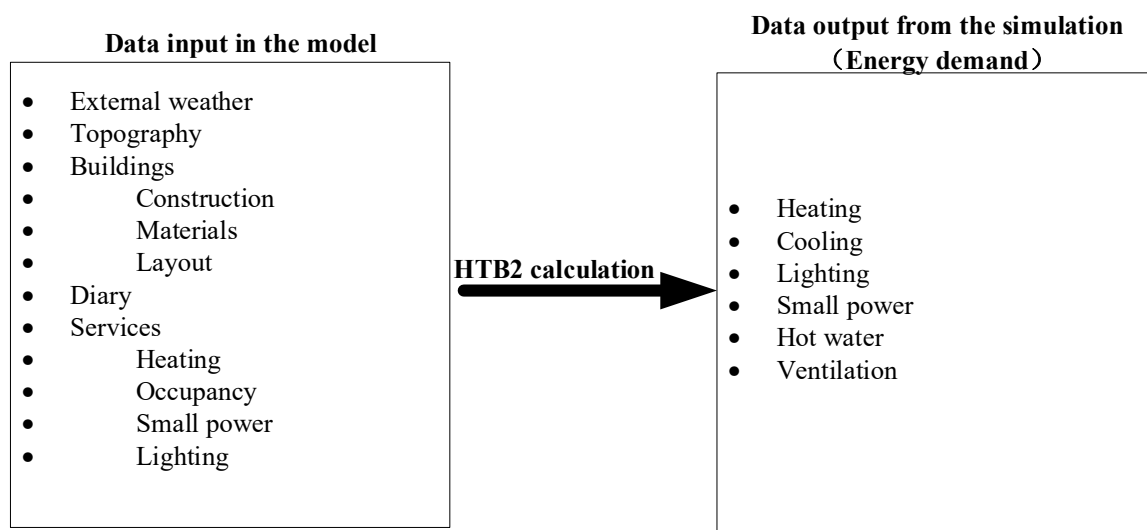 Data input in the model
• External weather
• Topography
• Buildings
• Construction
• Materials
• Layout
• Diary
• Services
• Heating
• Occupancy
• Small power
• Lighting
HTB2 calculation
Data output from the simulation
（Energy demand）
• Heating
• Cooling
• Lighting
• Small power
• Hot water
• Ventilation